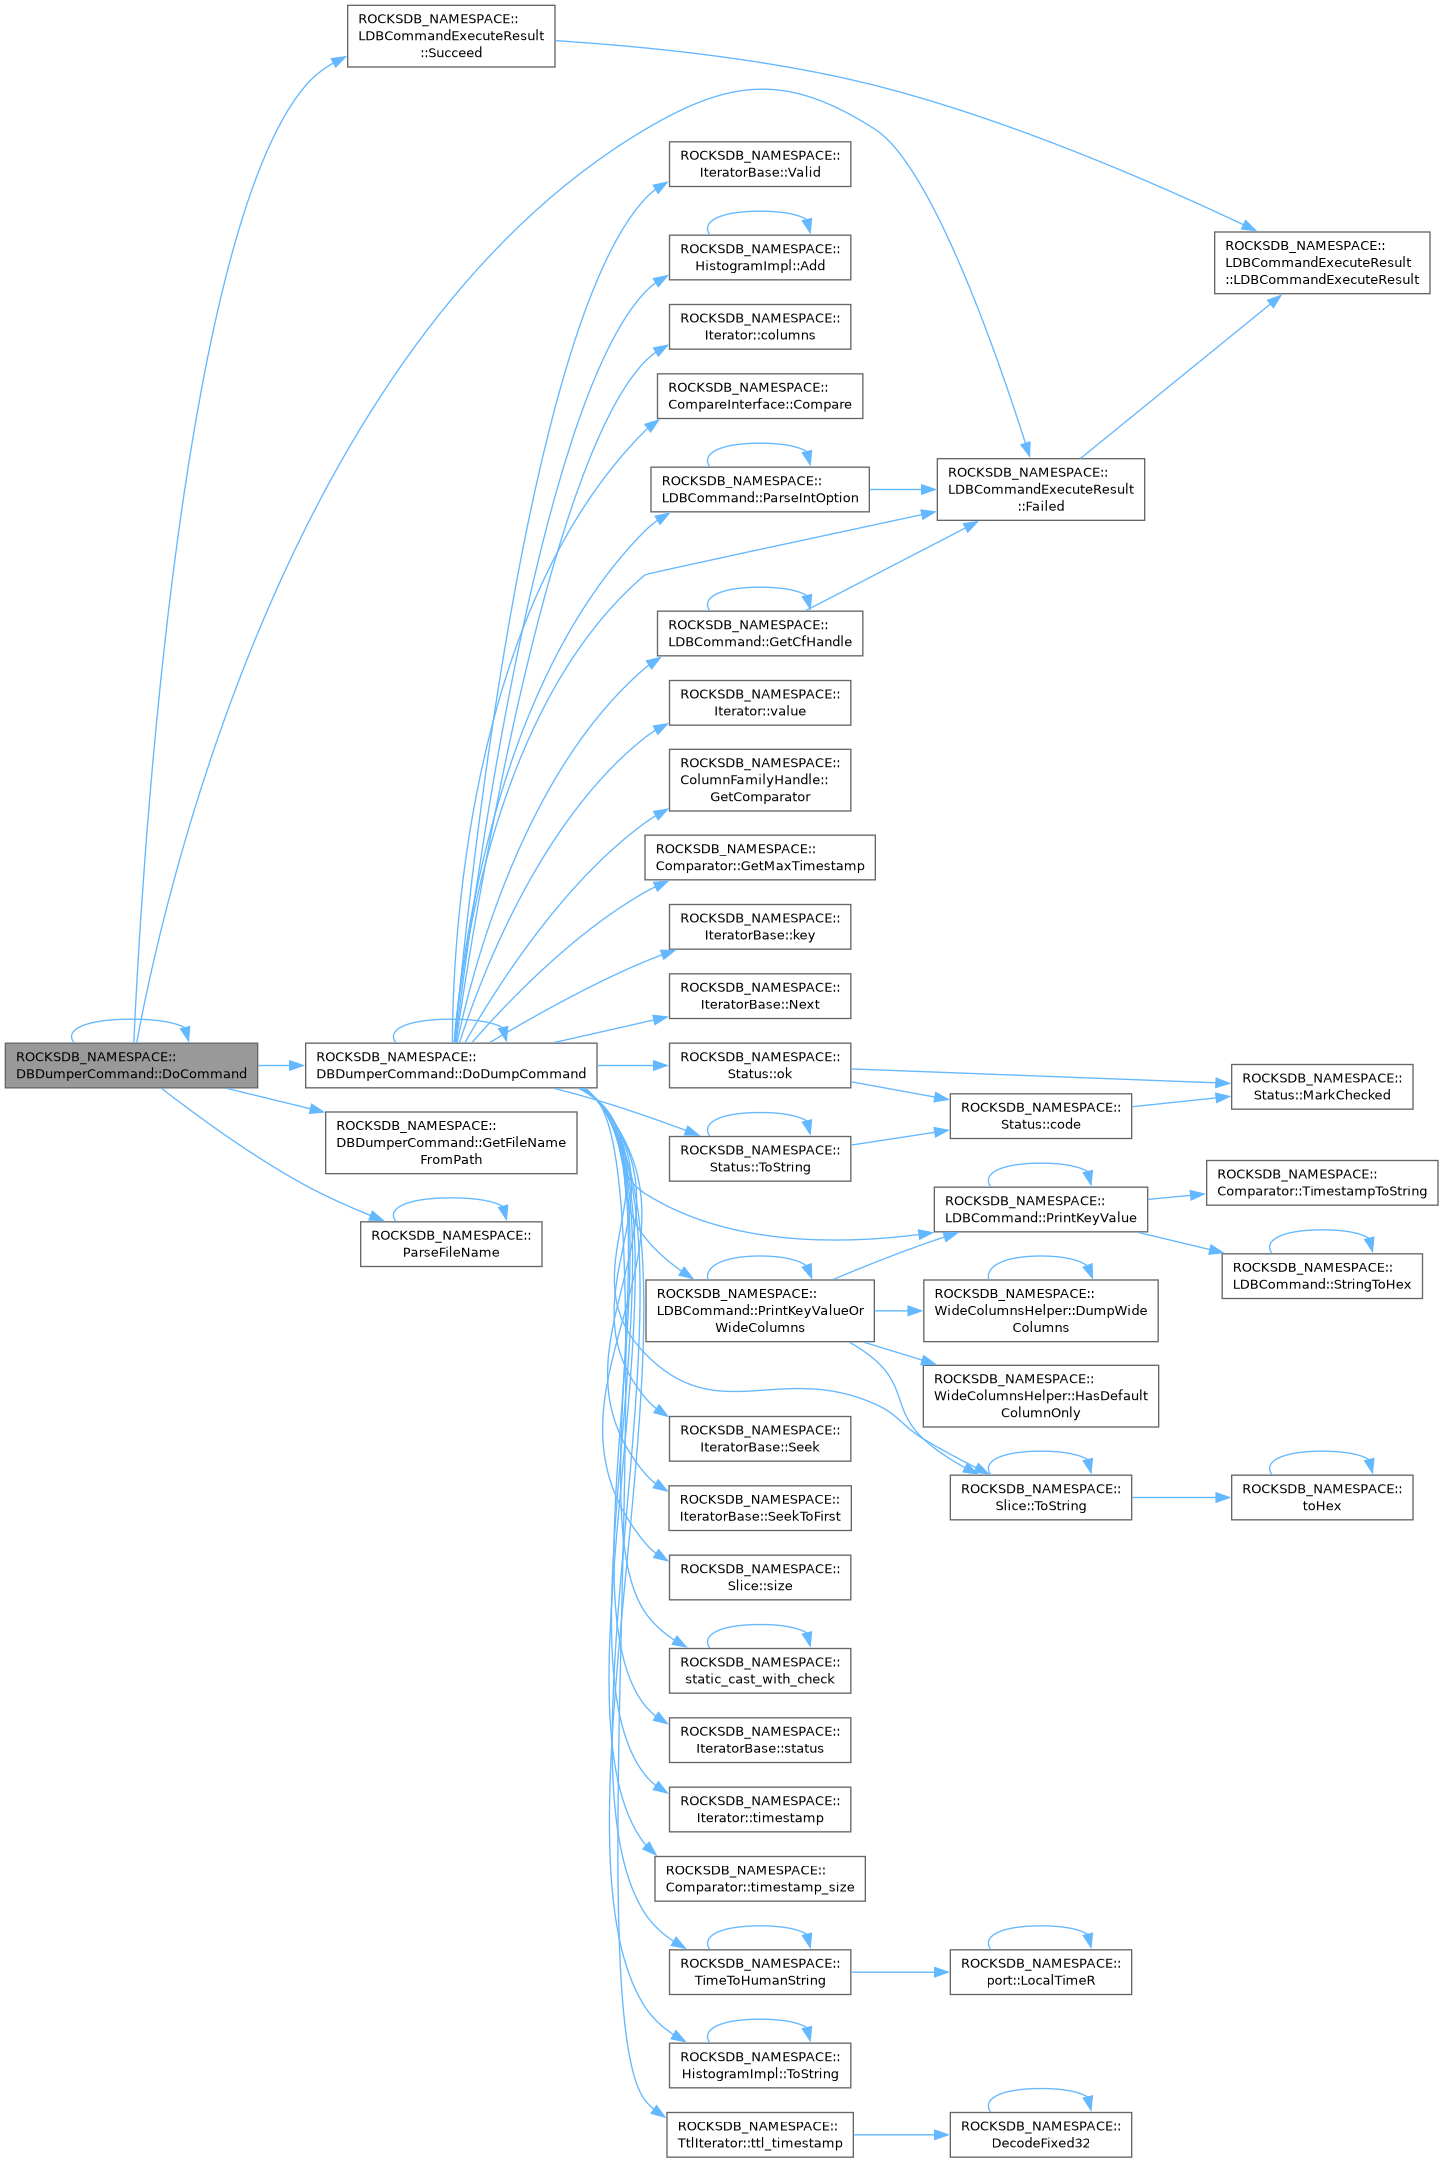 ROCKSDB_NAMESPACE::
LDBCommandExecuteResult
::Succeed
ROCKSDB_NAMESPACE::
IteratorBase::Valid
ROCKSDB_NAMESPACE::
HistogramImpl::Add
ROCKSDB_NAMESPACE::
LDBCommandExecuteResult
::LDBCommandExecuteResult
ROCKSDB_NAMESPACE::
Iterator::columns
ROCKSDB_NAMESPACE::
CompareInterface::Compare
ROCKSDB_NAMESPACE::
LDBCommand::ParseIntOption
ROCKSDB_NAMESPACE::
LDBCommandExecuteResult
::Failed
ROCKSDB_NAMESPACE::
LDBCommand::GetCfHandle
ROCKSDB_NAMESPACE::
Iterator::value
ROCKSDB_NAMESPACE::
ColumnFamilyHandle::
GetComparator
ROCKSDB_NAMESPACE::
Comparator::GetMaxTimestamp
ROCKSDB_NAMESPACE::
IteratorBase::key
ROCKSDB_NAMESPACE::
IteratorBase::Next
ROCKSDB_NAMESPACE::
DBDumperCommand::DoCommand
ROCKSDB_NAMESPACE::
DBDumperCommand::DoDumpCommand
ROCKSDB_NAMESPACE::
Status::ok
ROCKSDB_NAMESPACE::
Status::MarkChecked
ROCKSDB_NAMESPACE::
Status::code
ROCKSDB_NAMESPACE::
DBDumperCommand::GetFileName
FromPath
ROCKSDB_NAMESPACE::
Status::ToString
ROCKSDB_NAMESPACE::
Comparator::TimestampToString
ROCKSDB_NAMESPACE::
LDBCommand::PrintKeyValue
ROCKSDB_NAMESPACE::
ParseFileName
ROCKSDB_NAMESPACE::
LDBCommand::StringToHex
ROCKSDB_NAMESPACE::
LDBCommand::PrintKeyValueOr
WideColumns
ROCKSDB_NAMESPACE::
WideColumnsHelper::DumpWide
Columns
ROCKSDB_NAMESPACE::
WideColumnsHelper::HasDefault
ColumnOnly
ROCKSDB_NAMESPACE::
IteratorBase::Seek
ROCKSDB_NAMESPACE::
Slice::ToString
ROCKSDB_NAMESPACE::
toHex
ROCKSDB_NAMESPACE::
IteratorBase::SeekToFirst
ROCKSDB_NAMESPACE::
Slice::size
ROCKSDB_NAMESPACE::
static_cast_with_check
ROCKSDB_NAMESPACE::
IteratorBase::status
ROCKSDB_NAMESPACE::
Iterator::timestamp
ROCKSDB_NAMESPACE::
Comparator::timestamp_size
ROCKSDB_NAMESPACE::
TimeToHumanString
ROCKSDB_NAMESPACE::
port::LocalTimeR
ROCKSDB_NAMESPACE::
HistogramImpl::ToString
ROCKSDB_NAMESPACE::
TtlIterator::ttl_timestamp
ROCKSDB_NAMESPACE::
DecodeFixed32